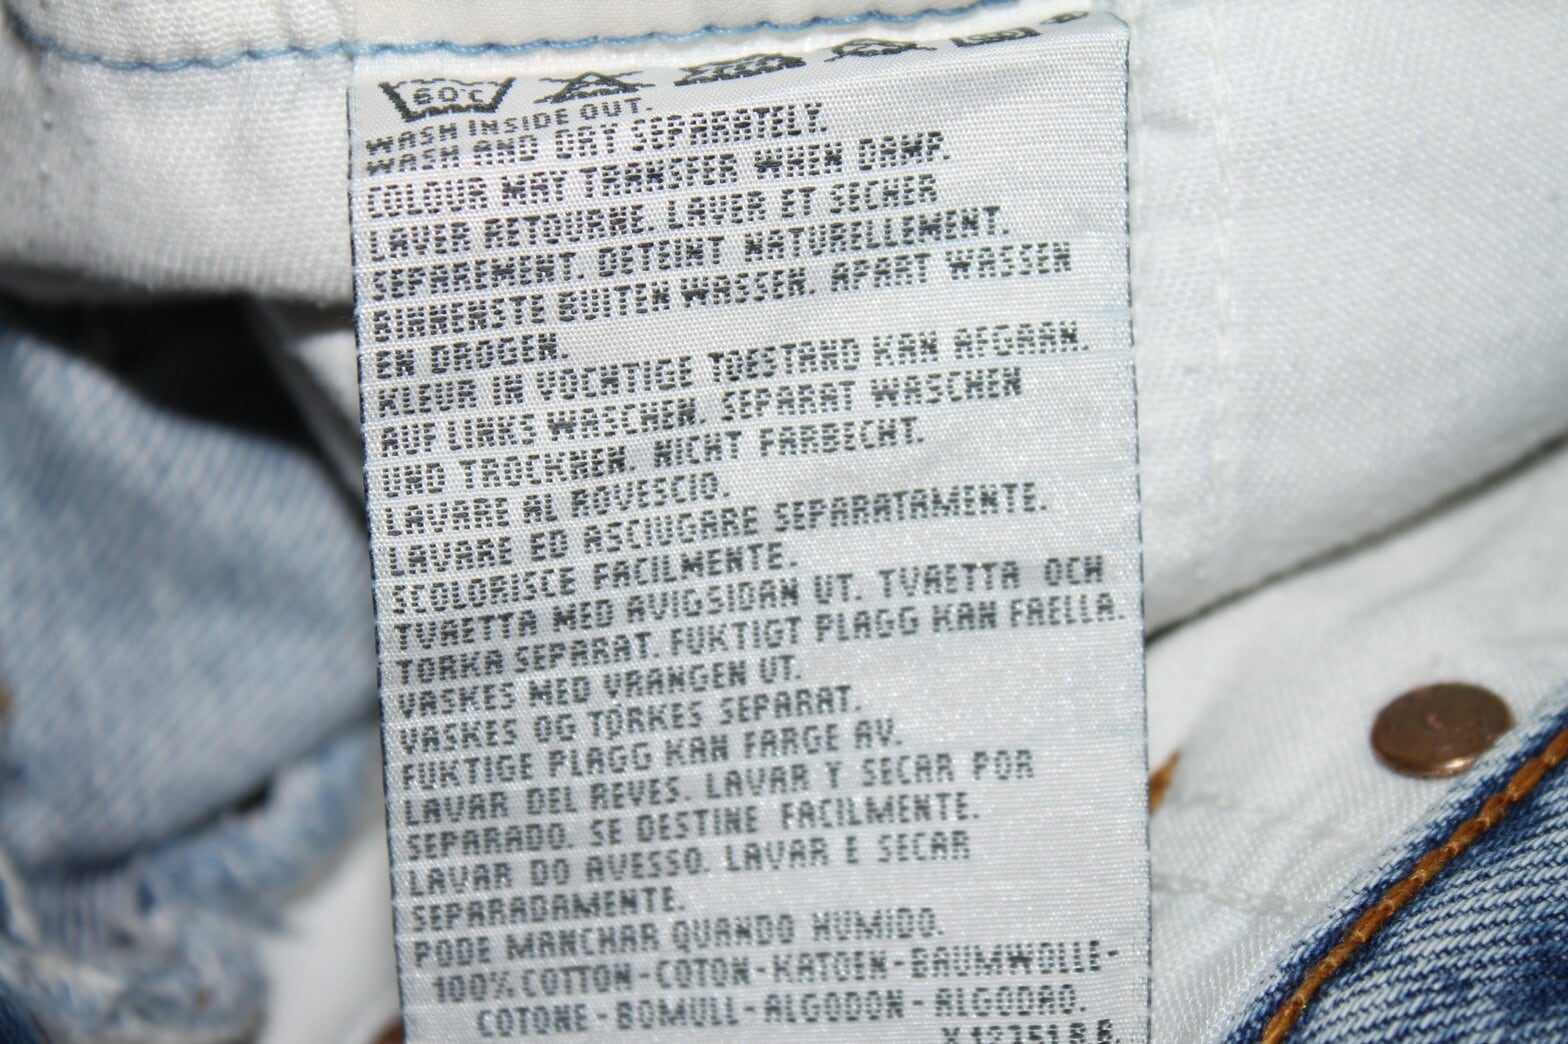 60°C
WASH INSIDE OUT.
WASH AND DRY SEPARATELY.
COLOUR MAY TRANSFER WHEN DAMP.
LAVER RETOURNE. LAVER ET SECHER
SEPAREMENT. DETEINT NATURELLEMENT.
BINNENSTE BUITEN WASSEN. APART WASSEN
EN DROGEN.
KLEUR IN VOCHTIGE TOESTAND KAN AFGAAN.
AUF LINKS WASCHEN. SEPARAT WASCHEN
UND TROCKNEN. NICHT FARBECHT.
LAVARE AL ROVESCIO.
LAVARE ED ASCIUGARE SEPARATAMENTE.
SCOLORISCE FACILMENTE.
TVAETTA MED AVIGSIDAN UT. TVAETTA OCH
TORKA SEPARAT. FUKTIGT PLAGG KAN FAELLA.
VASKES MED VRANGEN UT.
VASKES OG TORKES SEPARAT.
FUKTIGE PLAGG KAN FARGE AV.
LAVAR DEL REVES. LAVAR Y SECAR POR
SEPARADO. SE DESTINE FACILMENTE.
LAVAR DO AVESSO. LAVAR E SECAR
SEPARADAMENTE.
PODE MANCHAR QUANDO HUMIDO.
100% COTTON-COTON-KATOEN-BAUMWOLLE-
COTONE-BOMULL-ALGODON-ALGODAO.